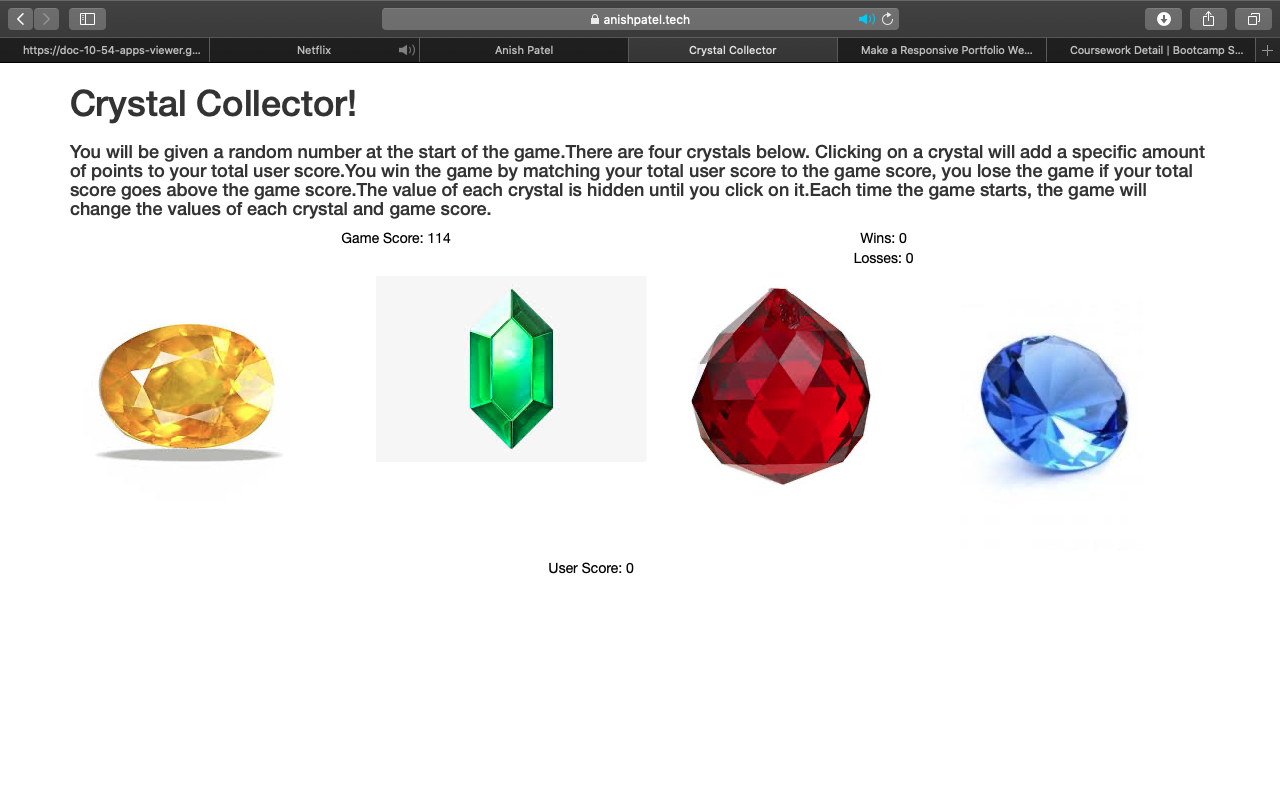 anishpatel.tech
https://doc-10-54-apps-viewer.g...
Netflix
Anish Patel
Crystal Collector
Make a Responsive Portfolio We...
Coursework Detail | Bootcamp S...
Crystal Collector!
You will be given a random number at the start of the game.There are four crystals below. Clicking on a crystal will add a specific amount
of points to your total user score.You win the game by matching your total user score to the game score, you lose the game if your total
score goes above the game score.The value of each crystal is hidden until you click on it.Each time the game starts, the game will
change the values of each crystal and game score.
Game Score: 114
Wins: 0
Losses: 0
User Score: 0